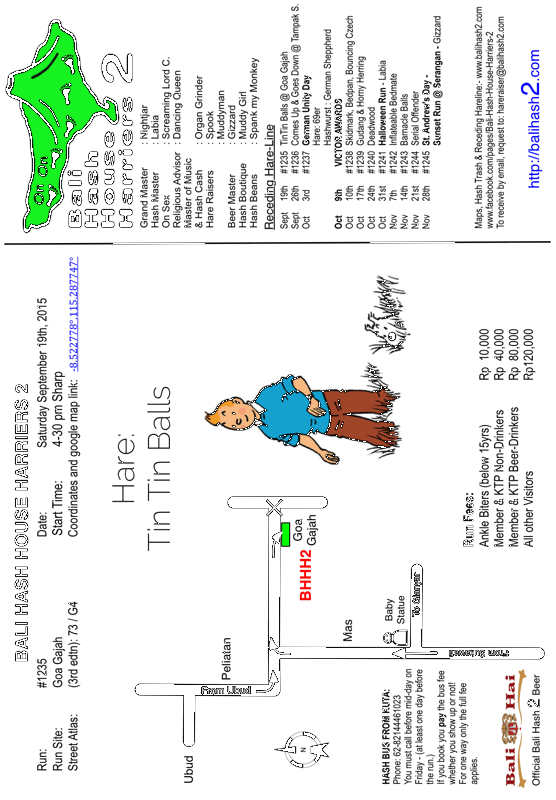 BALI HASH HOUSE HARRIERS 2
Run: #1235
Run Site: Goa Gajah
Street Atlas: (3rd edtn): 73 / G4
Date: Saturday September 19th, 2015
Start Time: 4-30 pm Sharp
Coordinates and google map link: -8.522778°,115.287747°
Hare:
Tin Tin Balls
Ubud
From Ubud
Peliatan
BHHH2
Goa
Gajah
Mas
Baby
Statue
To Gianyar
N
HASH BUS FROM KUTA:
Phone: 62-82144461023
You must call before mid-day on
Friday - (at least one day before
the run.)
If you book you pay the bus fee
whether you show up or not!
For one way only the full fee
applies.
Bali Hai
Official Bali Hash 2 Beer
Run Fees:
Ankle Biters (below 15yrs) Rp 10,000
Member & KTP Non-Drinkers Rp 40,000
Member & KTP Beer-Drinkers Rp 80,000
All other Visitors Rp120,000
On On
Bali
Hash
House
Harriers 2
Grand Master : Nightjar
Hash Master : Labia
On Sex : Screaming Lord C.
Religious Advisor : Dancing Queen
Master of Music
& Hash Cash : Organ Grinder
Hare Raisers : Spook
Muddyman
Gizzard
Beer Master : Gizzard
Hash Boutique : Muddy Girl
Hash Beans : Spank my Monkey
Receding Hare-Line
Sept 19th #1235 TinTin Balls @ Goa Gajah
Sept 26th #1236 Comes Up & Goes Down @ Tampak S.
Oct 3rd #1237 German Unity Day
Hare: 69er
Hashwurst : German Sheppherd
Oct 9th VICTOR AWARDS
Oct 10th #1238 Skidmark, Bedpan, Bouncing Czech
Oct 17th #1239 Gudang & Horny Herring
Oct 24th #1240 Deadwood
Oct 31st #1241 Halloween Run - Labia
Nov 7th #1242 Inflatable Bedmate
Nov 14th #1243 Barnacle Balls
Nov 21st #1244 Serial Offender
Nov 28th #1245 St. Andrew's Day -
Sunset Run @ Serangan - Gizzard
Maps, Hash Trash & Receding Hareline:- www.balihash2.com
www.facebook.com/pages/Bali-Hash-House-Harriers-2
To receive by email, request to: hareraiser@balihash2.com
http://balihash2.com